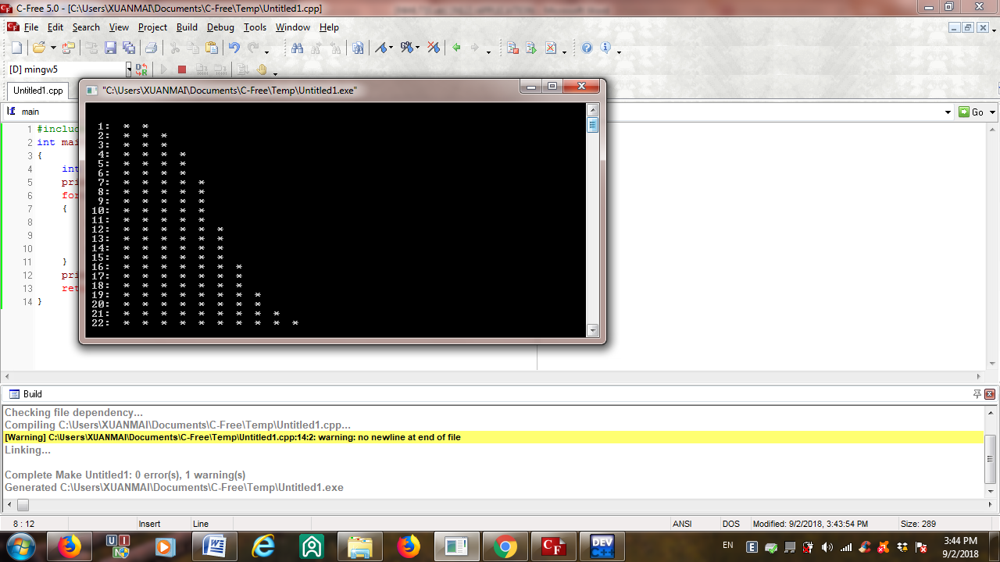 C-Free 5.0 - [C:\Users\XUANMAI\Documents\C-Free\Temp\Untitled1.cpp]
File Edit Search View Project Build Debug Tools Window Help
[D] mingw5
Untitled1.cpp
"C:\Users\XUANMAI\Documents\C-Free\Temp\Untitled1.exe"
main
Go
1 #includ
2 int mai
3 {
4 int
5 pri
6 for
7 {
8
9
10
11 }
12 pri
13 ret
14 }
1: * *
2: * * *
3: * * *
4: * * * *
5: * * * *
6: * * * *
7: * * * * *
8: * * * * *
9: * * * * *
10: * * * * *
11: * * * * *
12: * * * * * *
13: * * * * * *
14: * * * * * *
15: * * * * * *
16: * * * * * * *
17: * * * * * * *
18: * * * * * * *
19: * * * * * * * *
20: * * * * * * * *
21: * * * * * * * * *
22: * * * * * * * * * *
Build
Checking file dependency...
Compiling C:\Users\XUANMAI\Documents\C-Free\Temp\Untitled1.cpp...
[Warning] C:\Users\XUANMAI\Documents\C-Free\Temp\Untitled1.cpp:14:2: warning: no newline at end of file
Linking...
Complete Make Untitled1: 0 error(s), 1 warning(s)
Generated C:\Users\XUANMAI\Documents\C-Free\Temp\Untitled1.exe
8 : 12 Insert Line ANSI DOS Modified: 9/2/2018, 3:43:54 PM Size: 289
EN
3:44 PM
9/2/2018